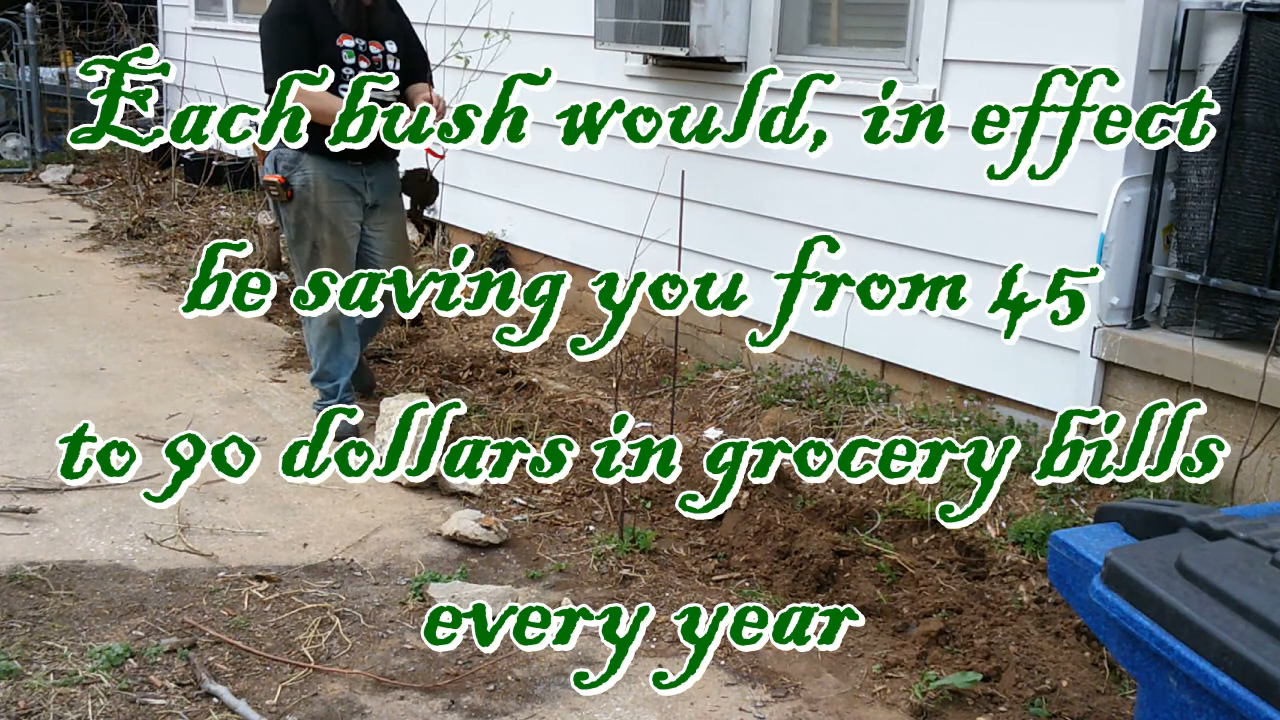 Each bush would, in effect
be saving you from 45
to 90 dollars in grocery bills
every year